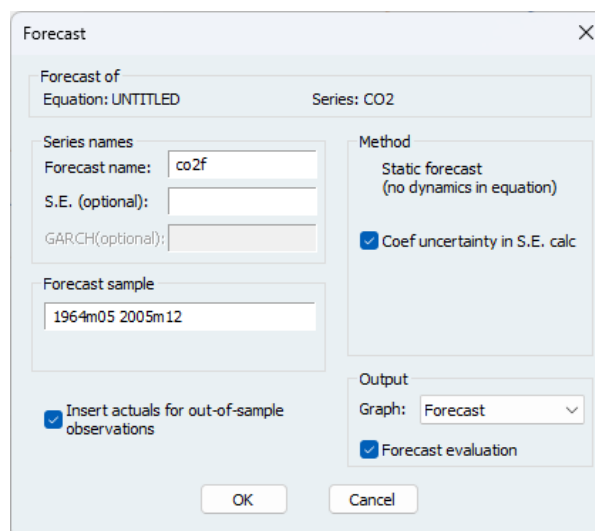 Forecast
Forecast of
Equation: UNTITLED Series: CO2
Series names
Forecast name: co2f
S.E. (optional):
GARCH(optional):
Forecast sample
1964m05 2005m12
Insert actuals for out-of-sample
observations
Method
Static forecast
(no dynamics in equation)
Coef uncertainty in S.E. calc
Output
Graph: Forecast
Forecast evaluation
OK Cancel